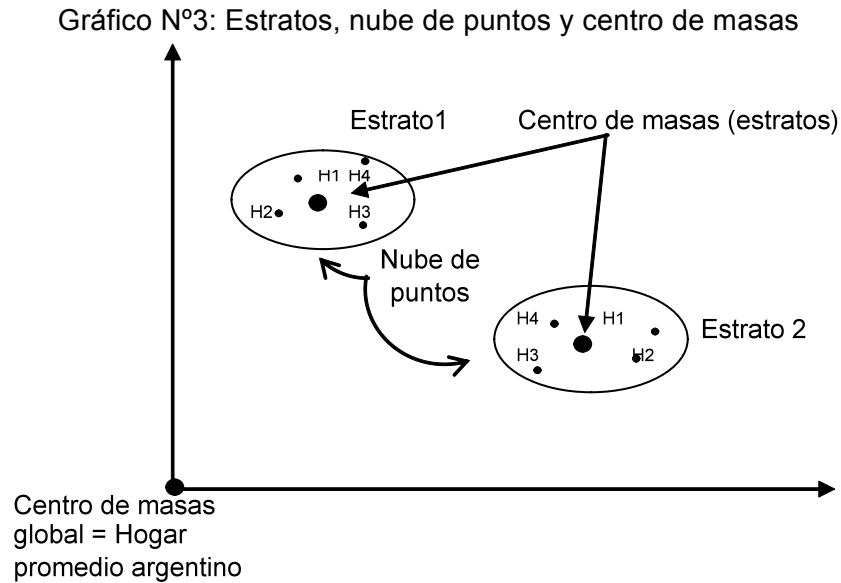 Gráfico Nº3: Estratos, nube de puntos y centro de masas
Estrato1
Centro de masas (estratos)
H1 H4
H2
H3
Nube de
puntos
H4
H1
H3
H2
Estrato 2
Centro de masas
global = Hogar
promedio argentino